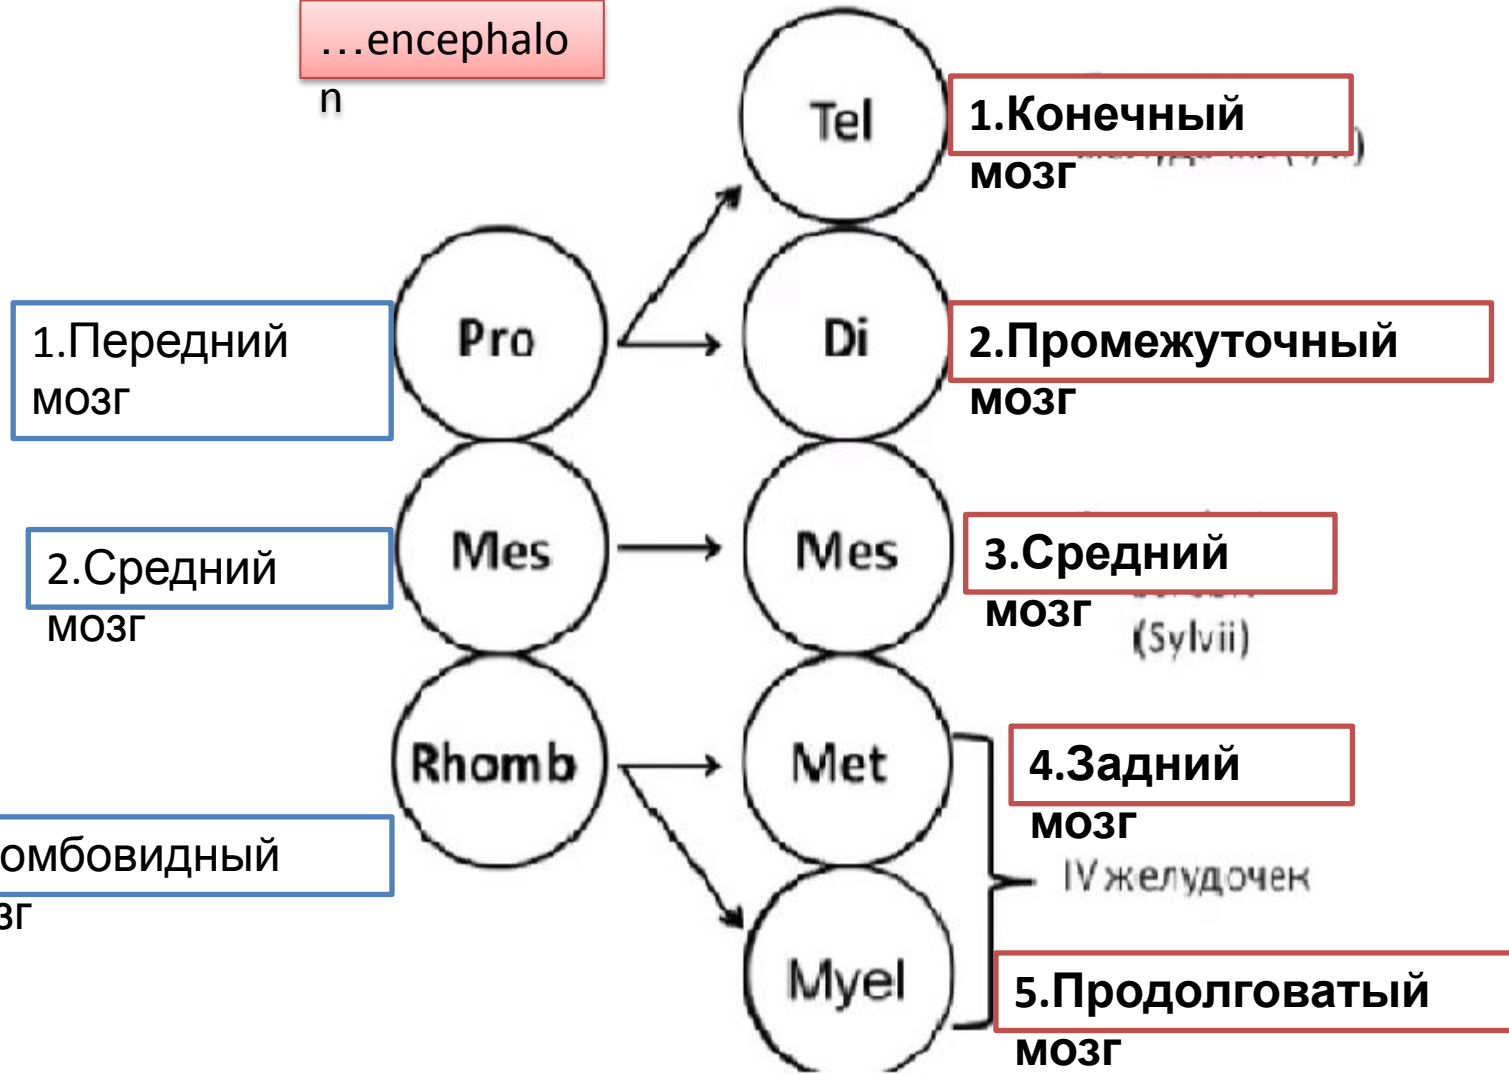 …encephalo
n
Tel
1.Конечный
мозг
Pro
Di
1.Передний
мозг
2.Промежуточный
мозг
Mes
Mes
2.Средний
мозг
3.Средний
мозг
(Sylvii)
Rhomb
Met
4.Задний
мозг
омбовидный
зг
IV желудочек
Myel
5.Продолговатый
мозг